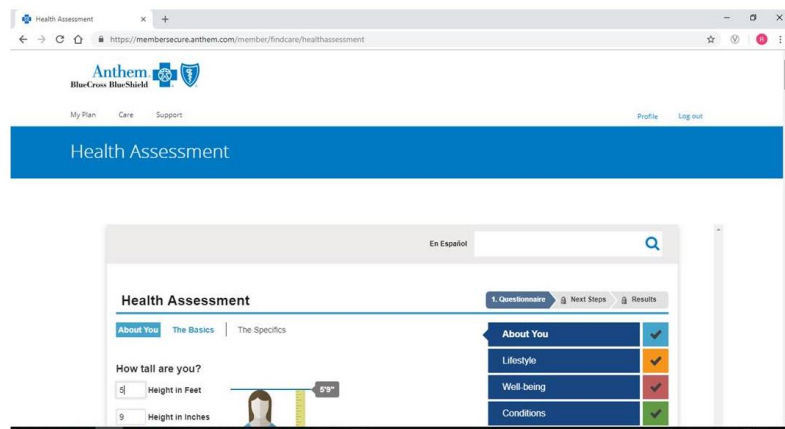 Health Assessment
https://membersecure.anthem.com/member/findcare/healthassessment
Anthem
BlueCross BlueShield
My Plan Care Support Profile Log out
Health Assessment
En Español
Health Assessment
1. Questionnaire Next Steps Results
About You The Basics The Specifics
About You
Lifestyle
How tall are you?
Well-being
5 Height in Feet 5'9"
9 Height in Inches
Conditions